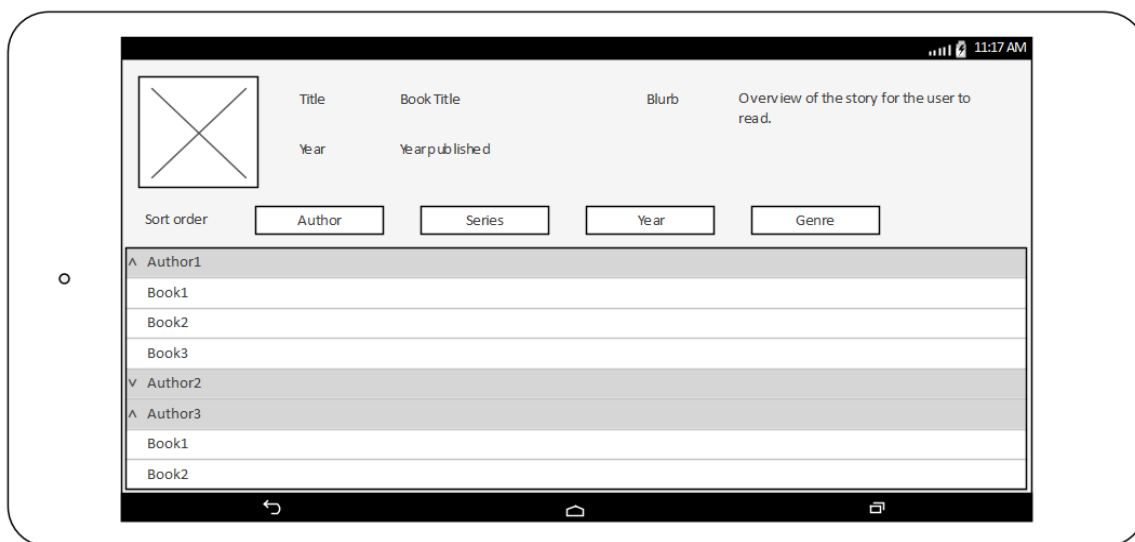 11:17 AM
Title Book Title Blurb Overview of the story for the user to
read.
Year Year published
Sort order Author Series Year Genre
^ Author1
Book1
Book2
Book3
v Author2
^ Author3
Book1
Book2